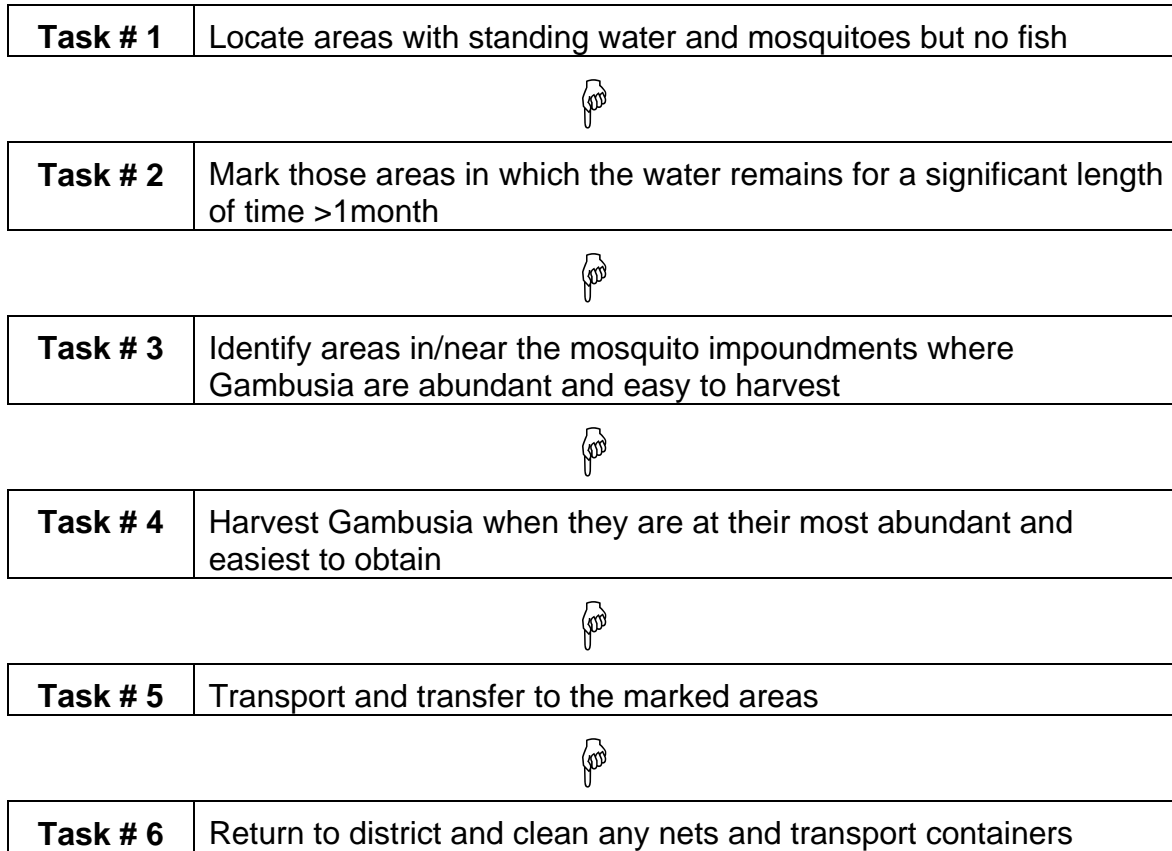 Task # 1 Locate areas with standing water and mosquitoes but no fish
Task # 2 Mark those areas in which the water remains for a significant length
of time >1month
Task # 3 Identify areas in/near the mosquito impoundments where
Gambusia are abundant and easy to harvest
Task # 4 Harvest Gambusia when they are at their most abundant and
easiest to obtain
Task # 5 Transport and transfer to the marked areas
Task # 6 Return to district and clean any nets and transport containers